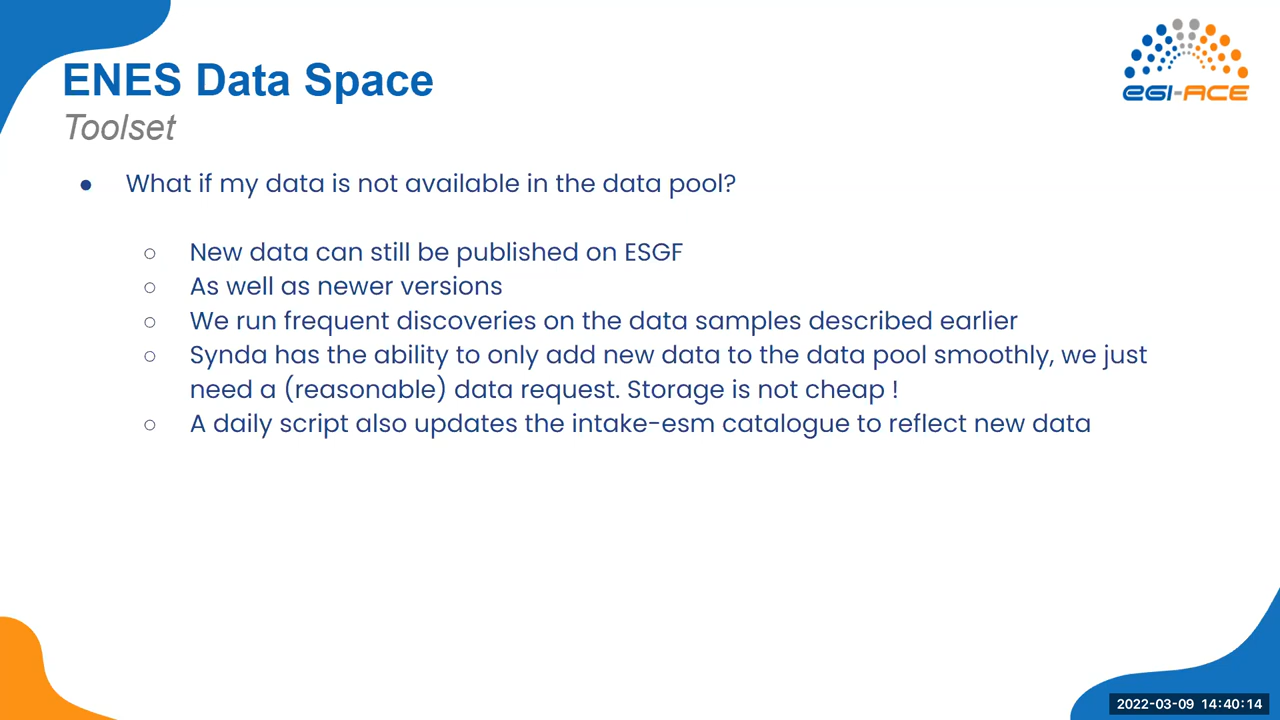 ENES Data Space
Toolset
EGI-ACE
● What if my data is not available in the data pool?
○ New data can still be published on ESGF
○ As well as newer versions
○ We run frequent discoveries on the data samples described earlier
○ Synda has the ability to only add new data to the data pool smoothly, we just
need a (reasonable) data request. Storage is not cheap !
○ A daily script also updates the intake-esm catalogue to reflect new data
2022-03-09 14:40:14